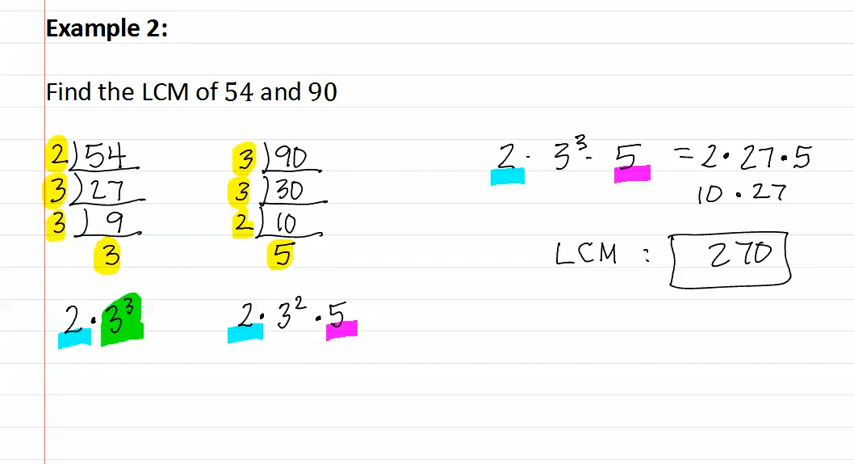 Example 2:
Find the LCM of 54 and 90
2)54
3)27
3)9
3
2 · 3³
3)90
3)30
2)10
5
2 · 3² · 5
2 · 3³ · 5 = 2 · 27 · 5
10 · 27
LCM : 270